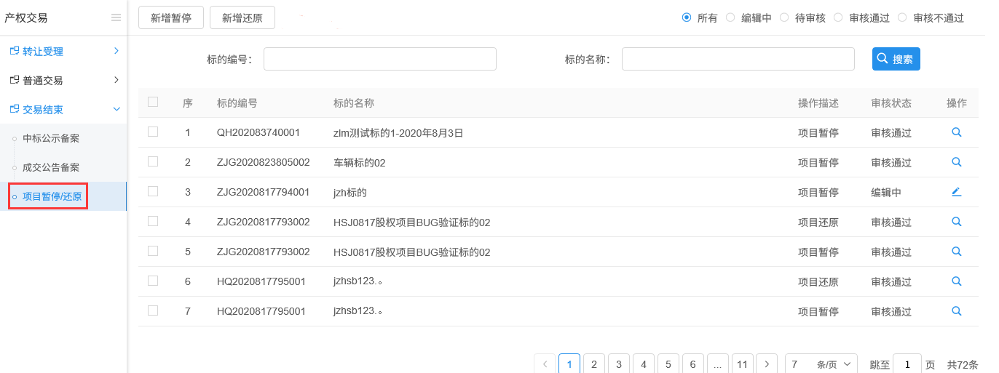 产权交易
新增暂停 新增还原 所有 编辑中 待审核 审核通过 审核不通过
转让受理
普通交易
交易结束
中标公示备案
成交公告备案
项目暂停/还原
标的编号： 标的名称： 搜索
序 标的编号 标的名称 操作描述 审核状态 操作
1 QH202083740001 zlm测试标的1-2020年8月3日 项目暂停 审核通过
2 ZJG2020823805002 车辆标的02 项目暂停 审核通过
3 ZJG2020817794001 jzh标的 项目暂停 编辑中
4 ZJG2020817793002 HSJ0817股权项目BUG验证标的02 项目还原 审核通过
5 ZJG2020817793002 HSJ0817股权项目BUG验证标的02 项目暂停 审核通过
6 HQ2020817795001 jzhsb123.。 项目还原 审核通过
7 HQ2020817795001 jzhsb123.。 项目暂停 审核通过
1 2 3 4 5 6 ... 11 7 条/页 跳至 1 页 共72条